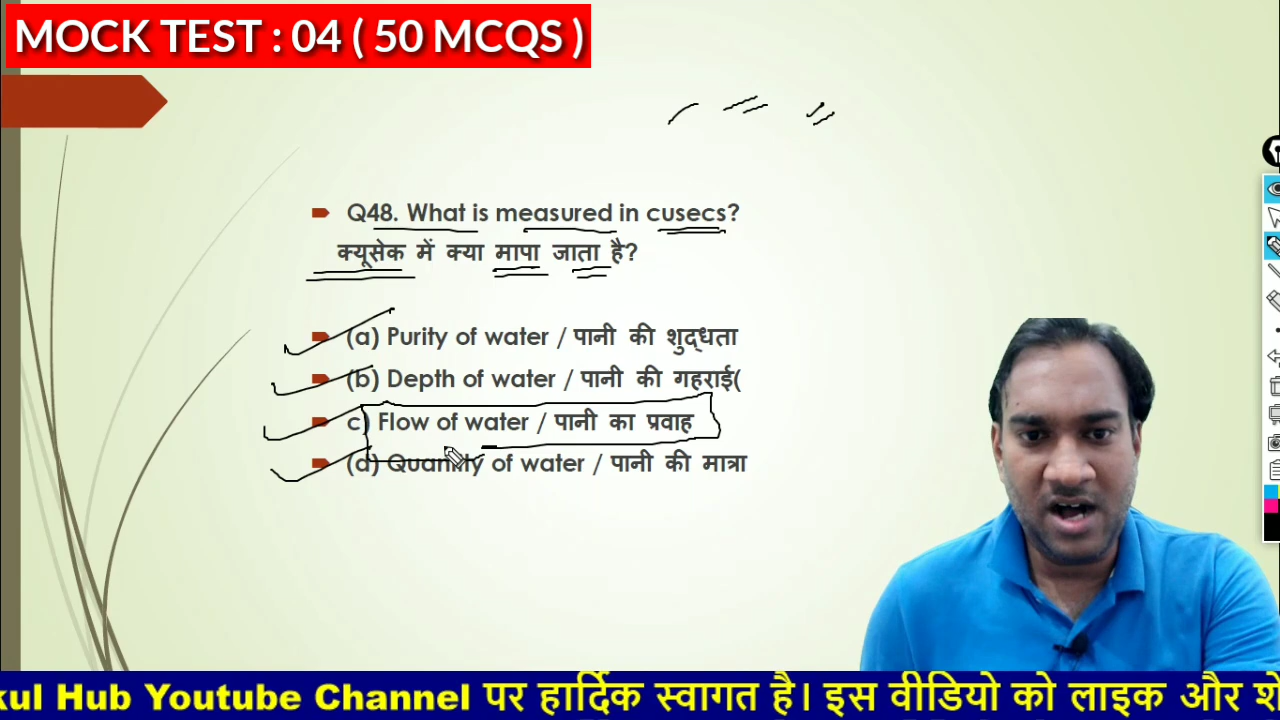 MOCK TEST : 04 ( 50 MCQS )
Q48. What is measured in cusecs?
क्यूसेक में क्या मापा जाता है?
(a) Purity of water / पानी की शुद्धता
(b) Depth of water / पानी की गहराई(
c) Flow of water / पानी का प्रवाह
(d) Quantity of water / पानी की मात्रा
Hub Youtube Channel पर हार्दिक स्वागत है। इस वीडियो को लाइक और